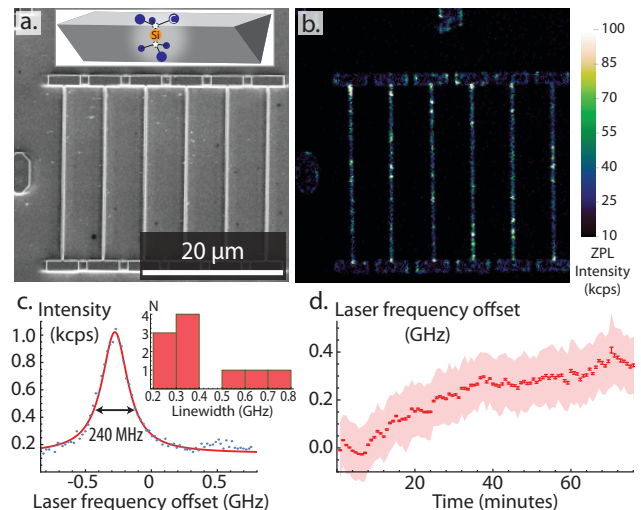 a.
Si
20 μm
b.
100
85
70
55
40
25
10
ZPL
Intensity
(kcps)
c.
Intensity
(kcps)
1.0
0.8
0.6
0.4
0.2
240 MHz
-0.5
0
0.5
Laser frequency offset (GHz)
N
4
3
2
1
0
0.2 0.3 0.4 0.5 0.6 0.7 0.8
Linewidth (GHz)
d.
Laser frequency offset
(GHz)
0.4
0.2
0.0
20
40
60
Time (minutes)